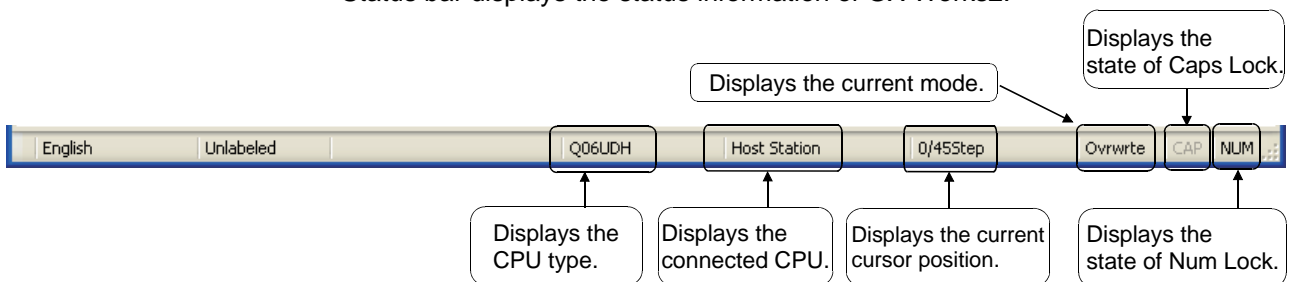 Status bar displays the status information of GX Works2.
Displays the
state of Caps Lock.
Displays the current mode.
English Unlabeled Q06UDH Host Station 0/45Step Ovrwrte CAP NUM
Displays the
CPU type.
Displays the
connected CPU.
Displays the current
cursor position.
Displays the
state of Num Lock.